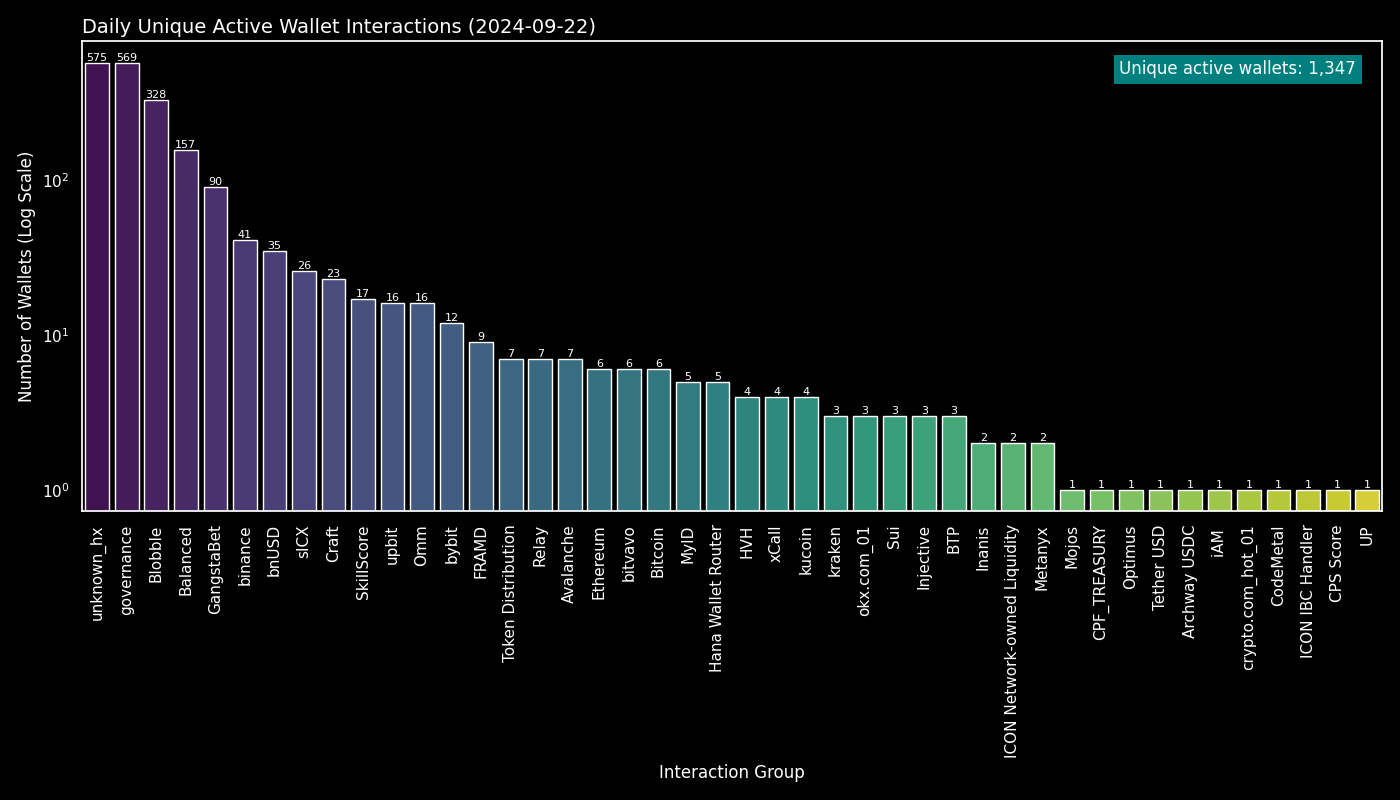 Daily Unique Active Wallet Interactions (2024-09-22)
Unique active wallets: 1,347
Number of Wallets (Log Scale)
10²
10¹
10⁰
575
569
328
157
90
41
35
26
23
17
16
16
12
9
7
7
7
6
6
6
5
5
4
4
4
3
3
3
3
3
2
2
2
1
1
1
1
1
1
1
1
1
1
1
unknown_hx
governance
Blobble
Balanced
GangstaBet
binance
bnUSD
sICX
Craft
SkillScore
upbit
Omm
bybit
FRAMD
Token Distribution
Relay
Avalanche
Ethereum
bitvavo
Bitcoin
MyID
Hana Wallet Router
HVH
xCall
kucoin
kraken
okx.com_01
Sui
Injective
BTP
Inanis
ICON Network-owned Liquidity
Metanyx
Mojos
CPF_TREASURY
Optimus
Tether USD
Archway USDC
iAM
crypto.com_hot_01
CodeMetal
ICON IBC Handler
CPS Score
UP
Interaction Group